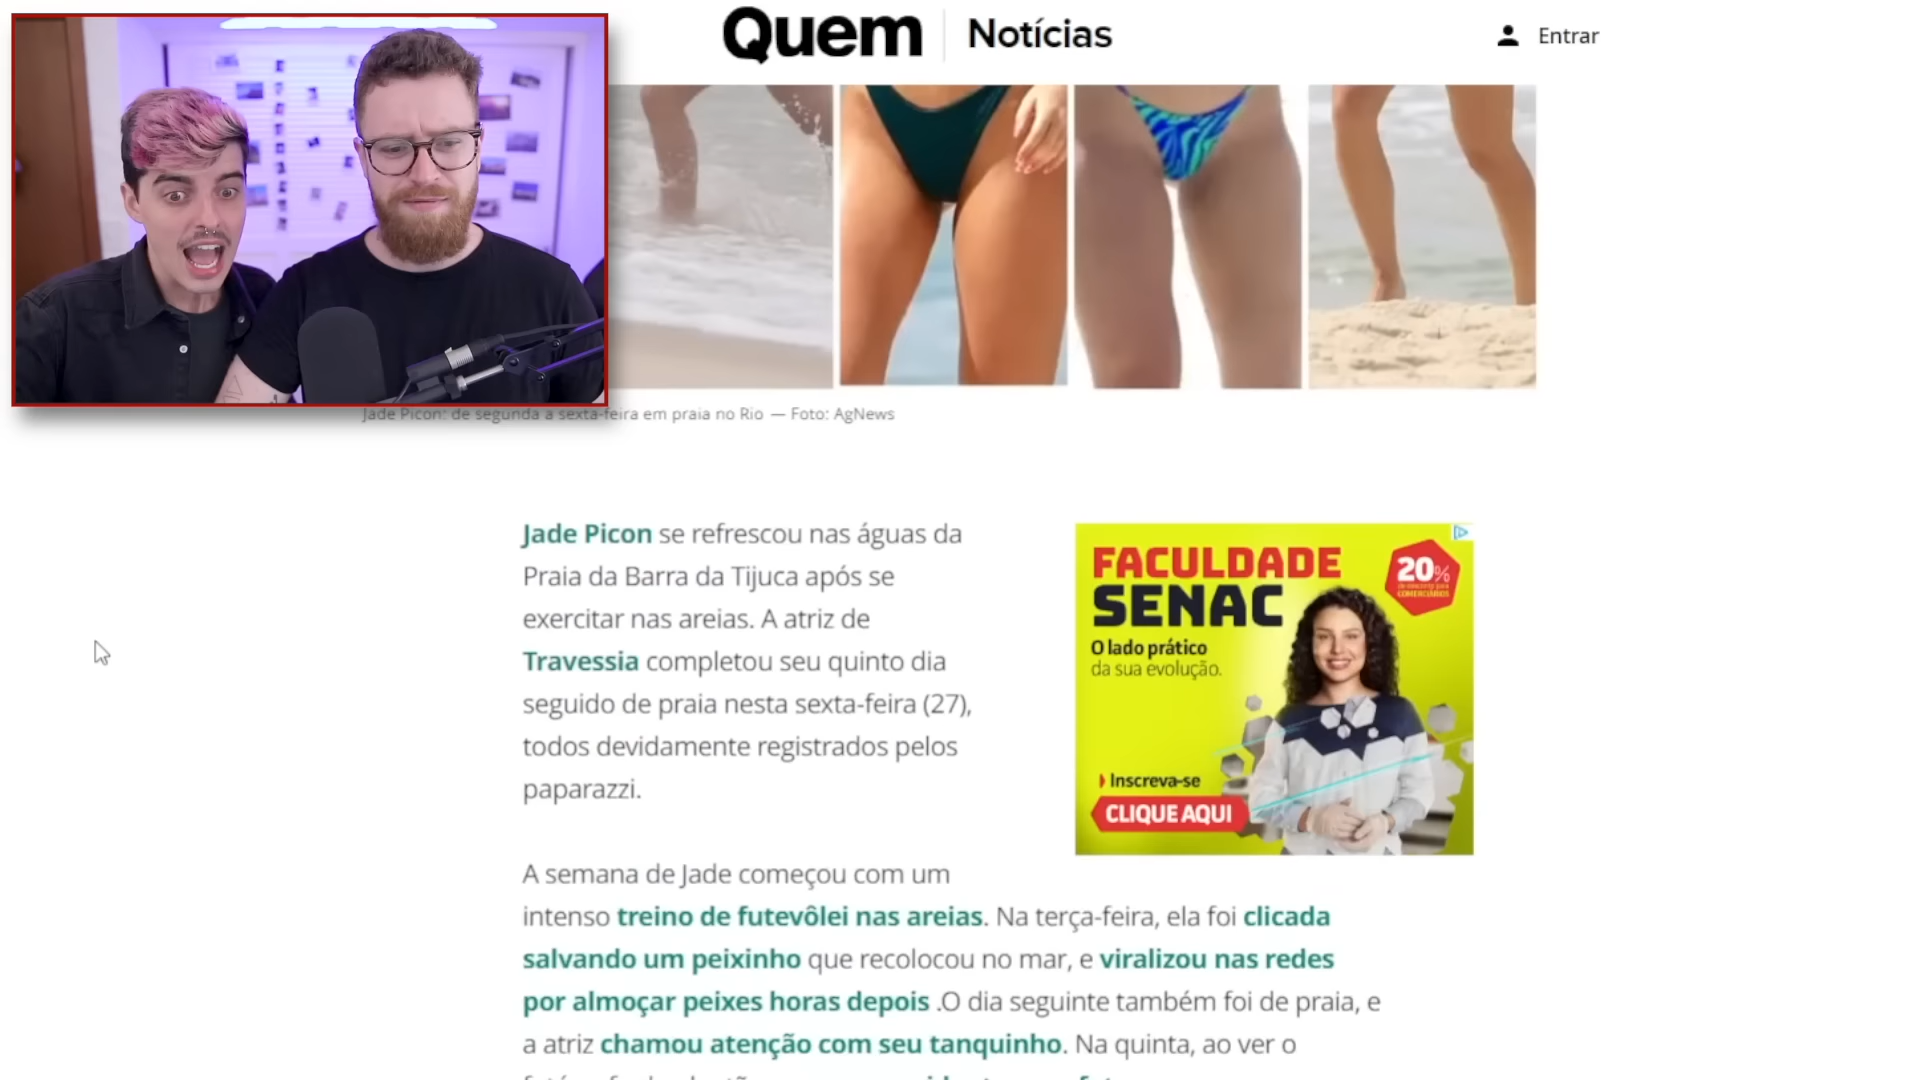 Quem Notícias
Entrar
Jade Picon: de segunda a sexta-feira em praia no Rio — Foto: AgNews
Jade Picon se refrescou nas águas da
Praia da Barra da Tijuca após se
exercitar nas areias. A atriz de
Travessia completou seu quinto dia
seguido de praia nesta sexta-feira (27),
todos devidamente registrados pelos
paparazzi.
FACULDADE
SENAC
20%
COMERCIÁRIOS
O lado prático
da sua evolução.
Inscreva-se
CLIQUE AQUI
A semana de Jade começou com um
intenso treino de futevôlei nas areias. Na terça-feira, ela foi clicada
salvando um peixinho que recolocou no mar, e viralizou nas redes
por almoçar peixes horas depois .O dia seguinte também foi de praia, e
a atriz chamou atenção com seu tanquinho. Na quinta, ao ver o